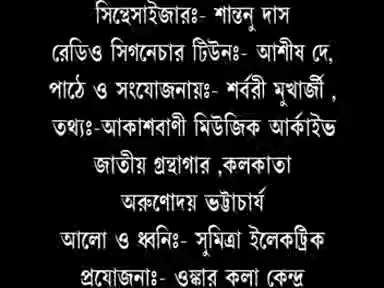 সিন্থেসাইজারঃ- শান্তনু দাস
রেডিও সিগনেচার টিউনঃ- আশীষ দে,
পাঠে ও সংযোজনায়ঃ- শর্বরী মুখার্জী ,
তথ্যঃ-আকাশবাণী মিউজিক আর্কাইভ
জাতীয় গ্রন্থাগার ,কলকাতা
অরুণোদয় ভট্টাচার্য
আলো ও ধ্বনিঃ- সুমিত্রা ইলেকট্রিক
প্রযোজনাঃ- ওঙ্কার কলা কেন্দ্র